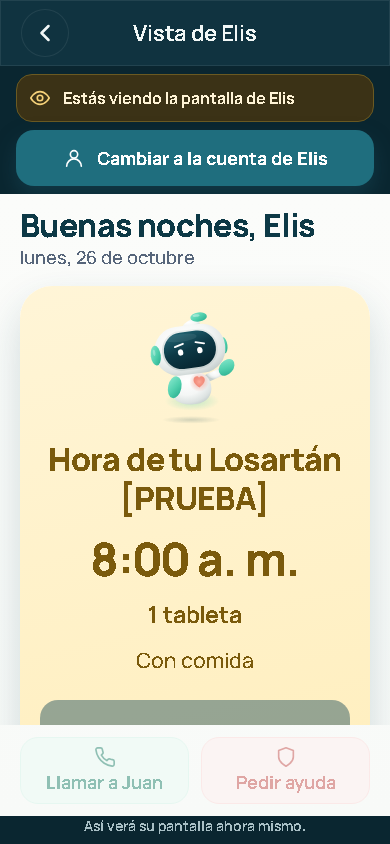 Vista de Elis
Estás viendo la pantalla de Elis
Cambiar a la cuenta de Elis
Buenas noches, Elis
lunes, 26 de octubre
Hora de tu Losartán
[PRUEBA]
8:00 a. m.
1 tableta
Con comida
Llamar a Juan
Pedir ayuda
Así verá su pantalla ahora mismo.